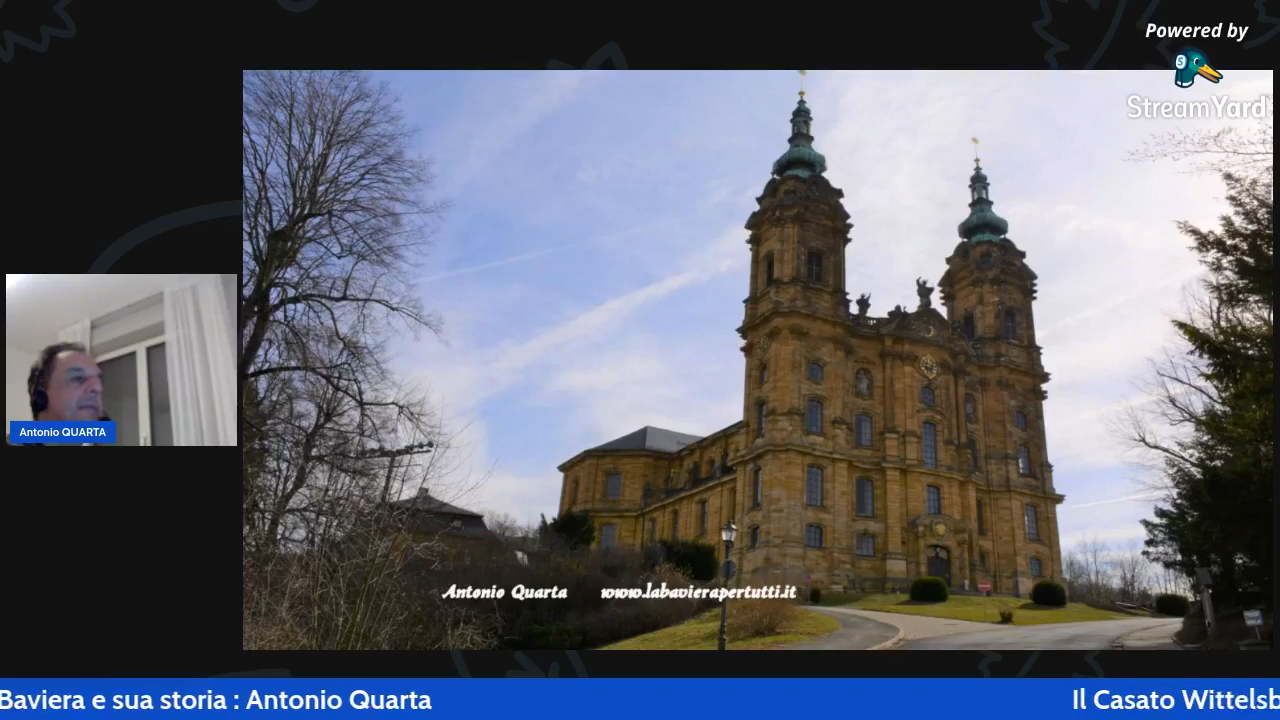 Powered by
StreamYard
Antonio QUARTA
Antonio Quarta www.labavierapertutti.it
Baviera e sua storia : Antonio Quarta
Il Casato Wittelsb